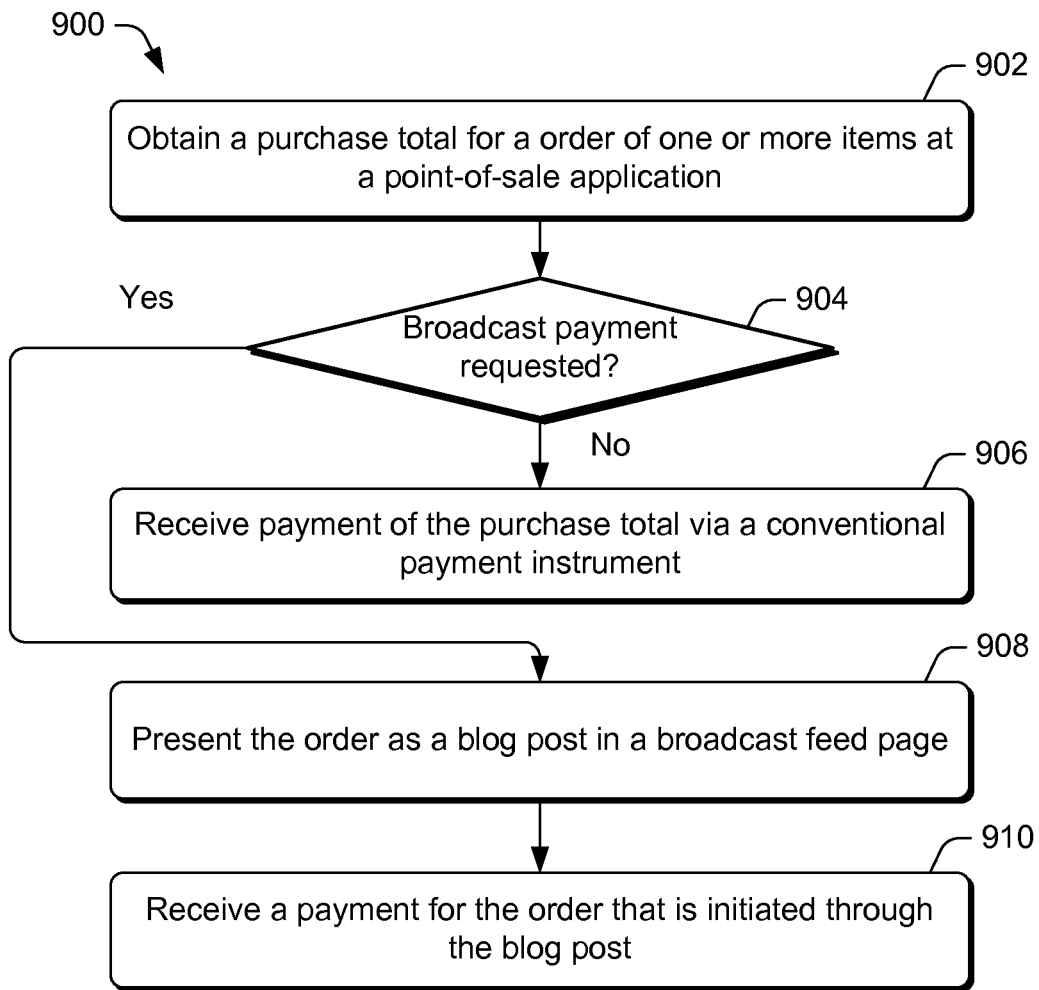 900
902
Obtain a purchase total for a order of one or more items at
a point-of-sale application
Yes
904
Broadcast payment
requested?
No
906
Receive payment of the purchase total via a conventional
payment instrument
908
Present the order as a blog post in a broadcast feed page
910
Receive a payment for the order that is initiated through
the blog post